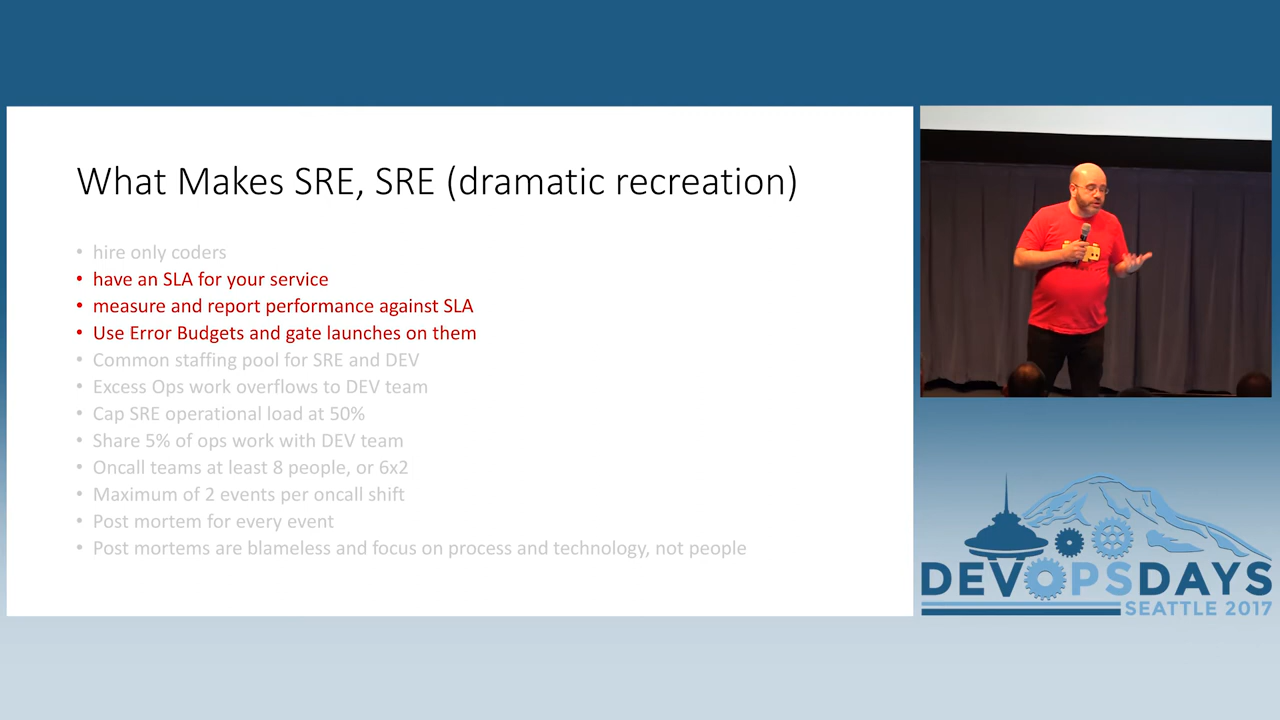 What Makes SRE, SRE (dramatic recreation)
• hire only coders
• have an SLA for your service
• measure and report performance against SLA
• Use Error Budgets and gate launches on them
• Common staffing pool for SRE and DEV
• Excess Ops work overflows to DEV team
• Cap SRE operational load at 50%
• Share 5% of ops work with DEV team
• Oncall teams at least 8 people, or 6x2
• Maximum of 2 events per oncall shift
• Post mortem for every event
• Post mortems are blameless and focus on process and technology, not people
DEVOPSDAYS
SEATTLE 2017